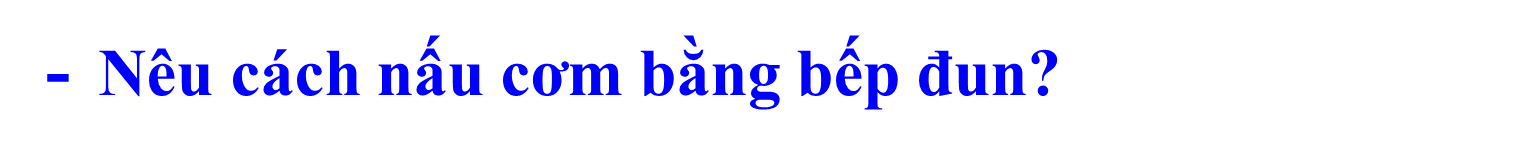 - Nêu cách nấu cơm bằng bếp đun?